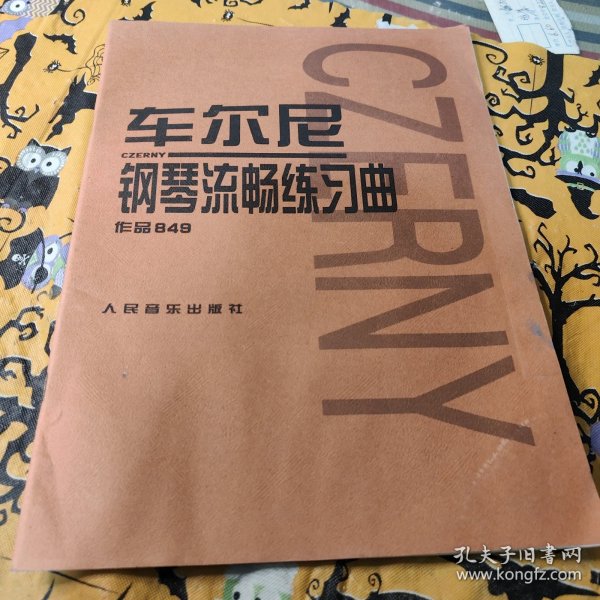 CZERNY
车尔尼
CZERNY
钢琴流畅练习曲
作品849
人民音乐出版社
孔夫子旧书网
www.kongfz.com